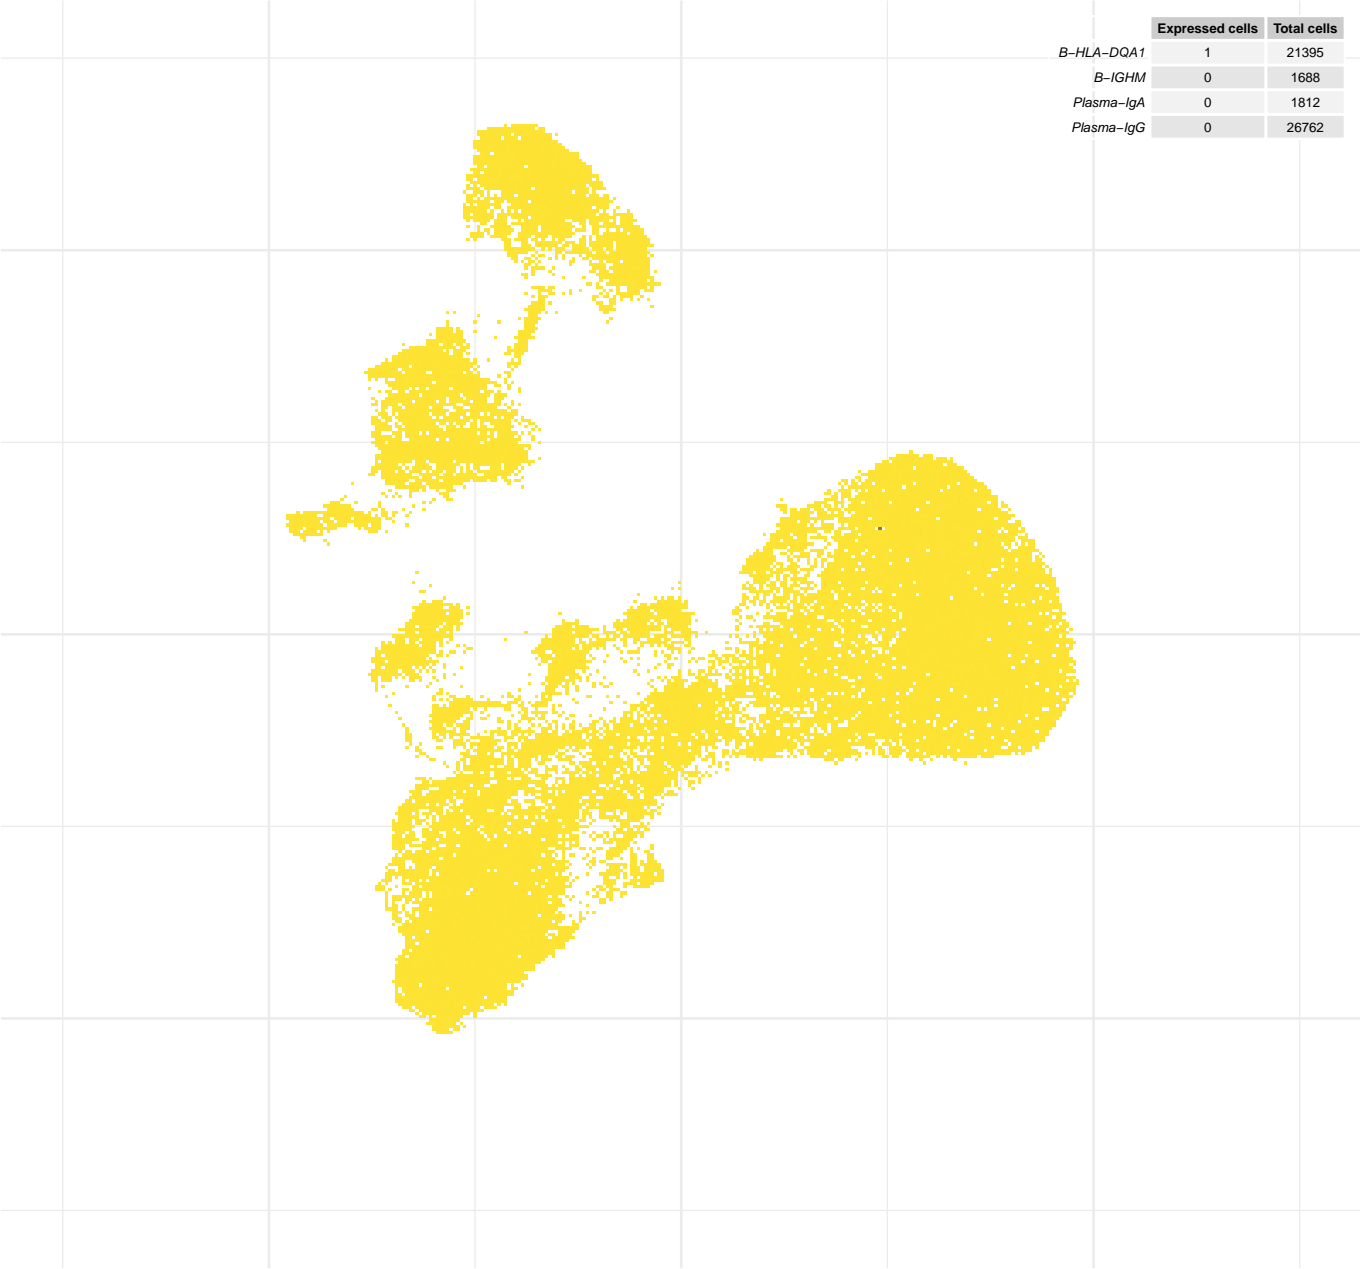 Expressed cells Total cells
B−HLA−DQA1 1 21395
B−IGHM 0 1688
Plasma−IgA 0 1812
Plasma−IgG 0 26762